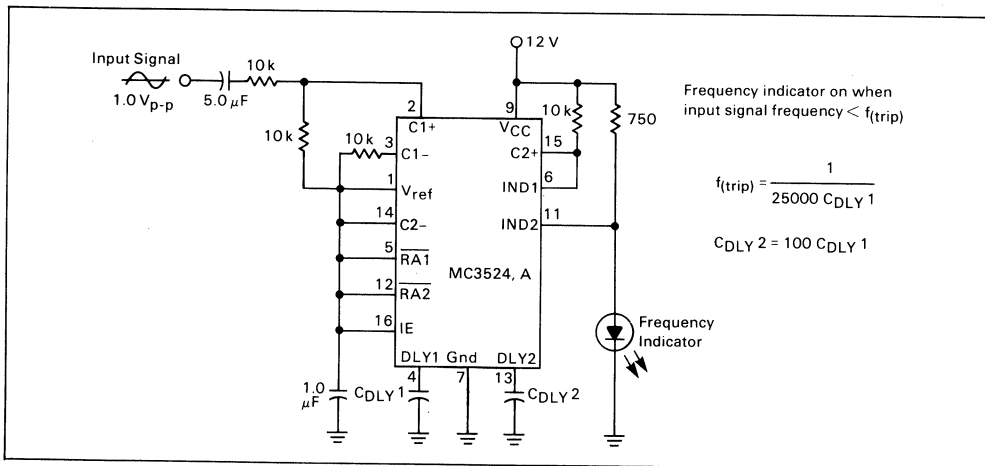 Input Signal
1.0 Vp-p
5.0 μF
10 k
10 k
10 k
12 V
10 k
750
2
C1+
9
VCC
3
C1−
15
C2+
1
Vref
6
IND1
14
C2−
11
IND2
5
RA1
MC3524, A
12
RA2
16
IE
DLY1
Gnd
DLY2
4
7
13
1.0
μF
CDLY 1
CDLY 2
Frequency
Indicator
Frequency indicator on when
input signal frequency < f(trip)
f(trip) = 1 / 25000 CDLY 1
CDLY 2 = 100 CDLY 1